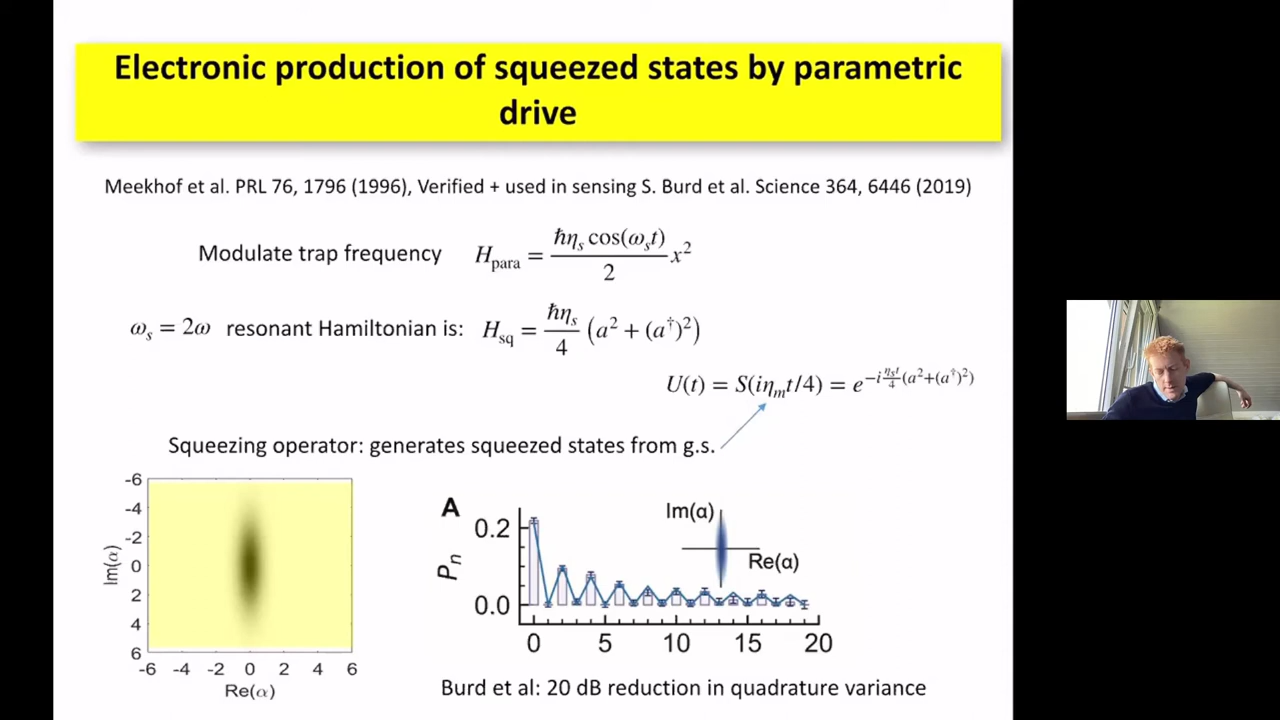 Electronic production of squeezed states by parametric
drive
Meekhof et al. PRL 76, 1796 (1996), Verified + used in sensing S. Burd et al. Science 364, 6446 (2019)
Modulate trap frequency H_para = ħη_s cos(ω_s t) / 2 x²
ω_s = 2ω resonant Hamiltonian is: H_sq = ħη_s / 4 (a² + (a†)²)
U(t) = S(iη_m t/4) = e^{-i η_s t/4 (a²+(a†)²)}
Squeezing operator: generates squeezed states from g.s.
-6
-4
-2
0
2
4
6
Im(α)
-6 -4 -2 0 2 4 6
Re(α)
A
0.2
0.0
P_n
Im(α)
Re(α)
0 5 10 15 20
Burd et al: 20 dB reduction in quadrature variance